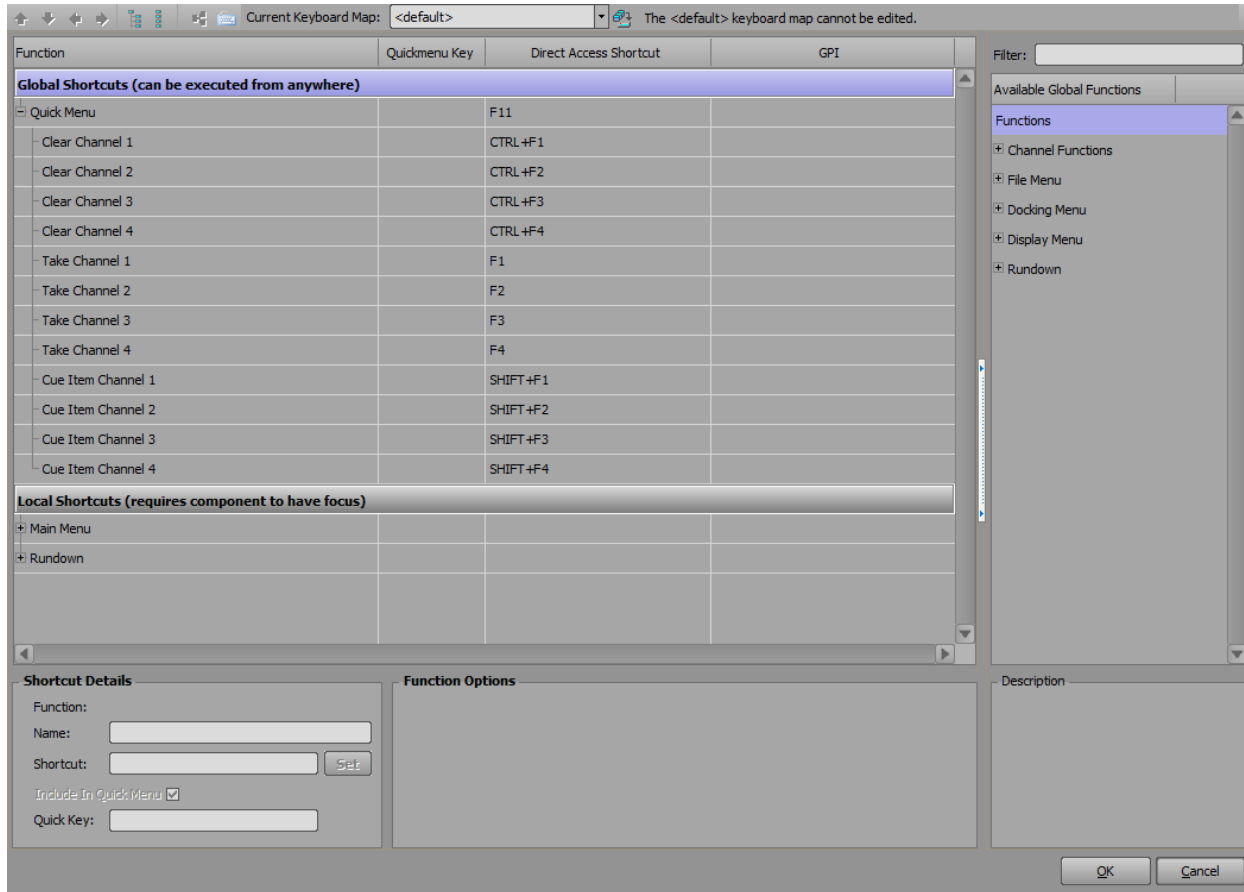 Current Keyboard Map: <default> The <default> keyboard map cannot be edited.
Function Quickmenu Key Direct Access Shortcut GPI
Global Shortcuts (can be executed from anywhere)
Quick Menu F11
Clear Channel 1 CTRL+F1
Clear Channel 2 CTRL+F2
Clear Channel 3 CTRL+F3
Clear Channel 4 CTRL+F4
Take Channel 1 F1
Take Channel 2 F2
Take Channel 3 F3
Take Channel 4 F4
Cue Item Channel 1 SHIFT+F1
Cue Item Channel 2 SHIFT+F2
Cue Item Channel 3 SHIFT+F3
Cue Item Channel 4 SHIFT+F4
Local Shortcuts (requires component to have focus)
Main Menu
Rundown
Filter:
Available Global Functions
Functions
Channel Functions
File Menu
Docking Menu
Display Menu
Rundown
Shortcut Details
Function:
Name:
Shortcut: Set
Include In Quick Menu
Quick Key:
Function Options
Description
OK Cancel